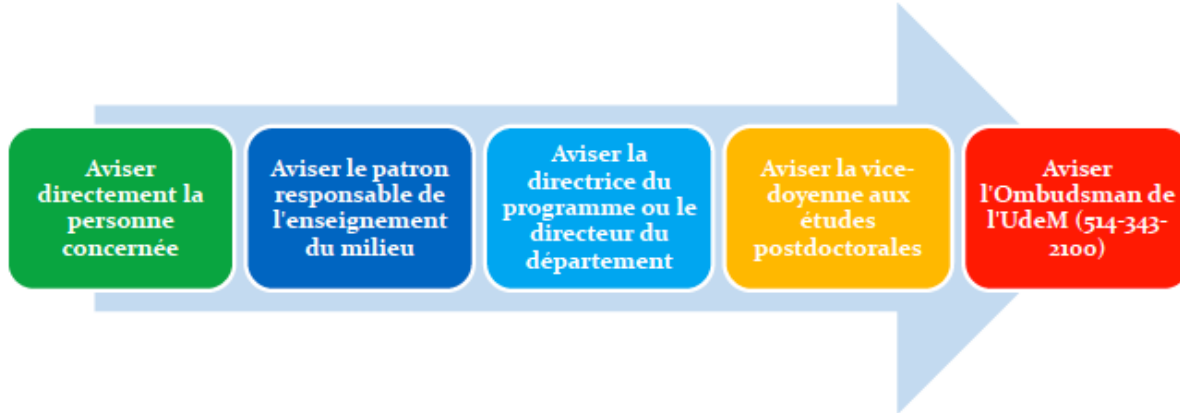 Aviser
directement la
personne
concernée
Aviser le patron
responsable de
l'enseignement
du milieu
Aviser la
directrice du
programme ou le
directeur du
département
Aviser la vice-
doyenne aux
études
postdoctorales
Aviser
l'Ombudsman de
l'UdeM (514-343-
2100)